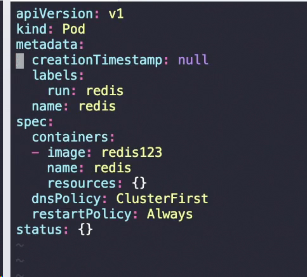 apiVersion: v1
kind: Pod
metadata:
  creationTimestamp: null
  labels:
    run: redis
  name: redis
spec:
  containers:
  - image: redis123
    name: redis
    resources: {}
  dnsPolicy: ClusterFirst
  restartPolicy: Always
status: {}
~
~
~